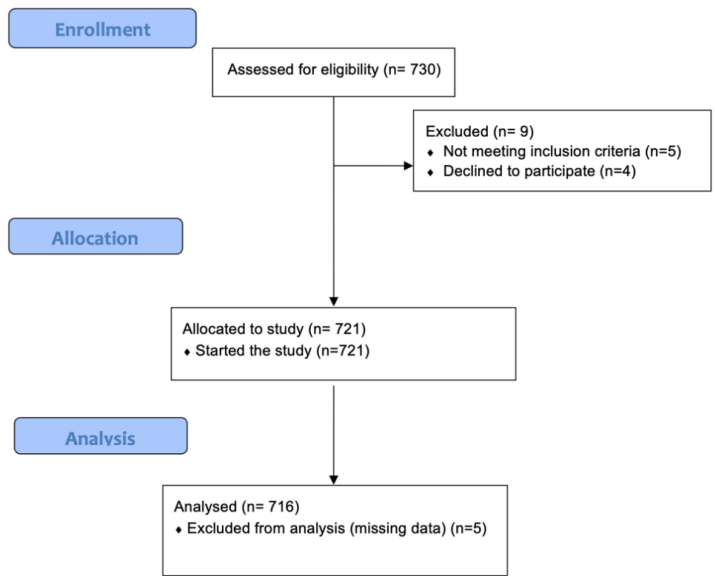 Enrollment
Assessed for eligibility (n= 730)
Excluded (n= 9)
♦ Not meeting inclusion criteria (n=5)
♦ Declined to participate (n=4)
Allocation
Allocated to study (n= 721)
♦ Started the study (n=721)
Analysis
Analysed (n= 716)
♦ Excluded from analysis (missing data) (n=5)